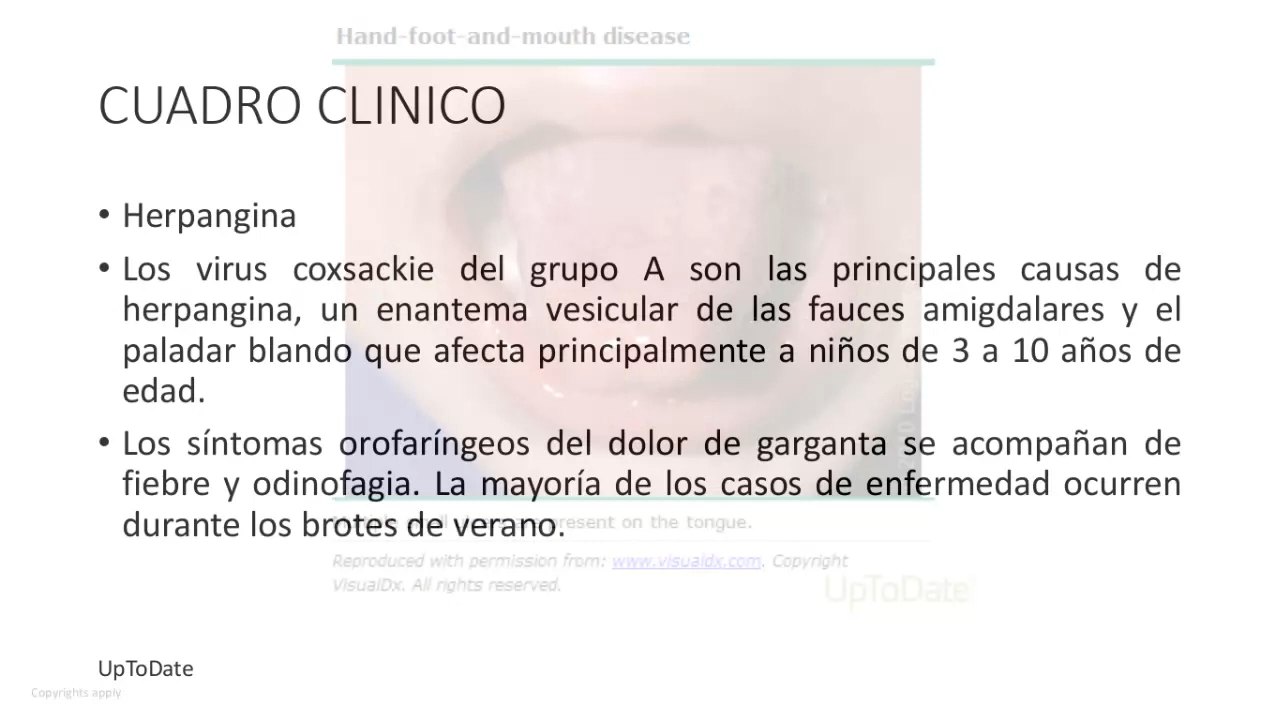 Hand-foot-and-mouth disease
CUADRO CLINICO
• Herpangina
• Los virus coxsackie del grupo A son las principales causas de
herpangina, un enantema vesicular de las fauces amigdalares y el
paladar blando que afecta principalmente a niños de 3 a 10 años de
edad.
• Los síntomas orofaríngeos del dolor de garganta se acompañan de
fiebre y odinofagia. La mayoría de los casos de enfermedad ocurren
durante los brotes de verano.
present on the tongue.
Reproduced with permission from: www.visualdx.com. Copyright
VisualDx. All rights reserved.
UpToDate
UpToDate
Copyrights apply